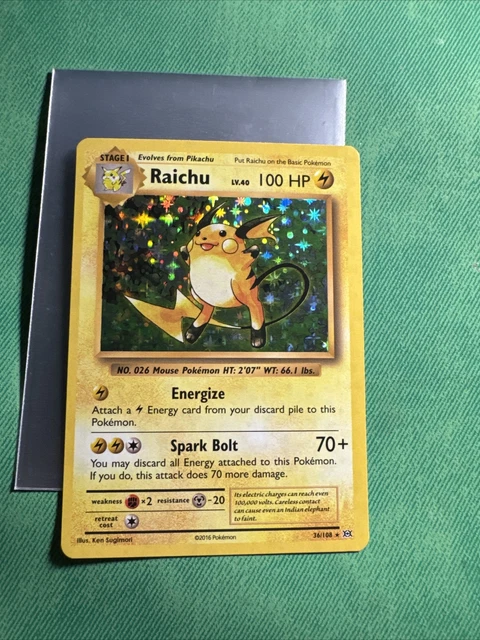 STAGE 1 Evolves from Pikachu Put Raichu on the Basic Pokémon
Raichu LV.40 100 HP
NO. 026 Mouse Pokémon HT: 2'07" WT: 66.1 lbs.
Energize
Attach a Energy card from your discard pile to this
Pokémon.
Spark Bolt 70+
You may discard all Energy attached to this Pokémon.
If you do, this attack does 70 more damage.
weakness ×2 resistance -20
retreat
cost
Its electric charges can reach even
100,000 volts. Careless contact
can cause even an Indian elephant
to faint.
Illus. Ken Sugimori ©2016 Pokémon 36/108 ★